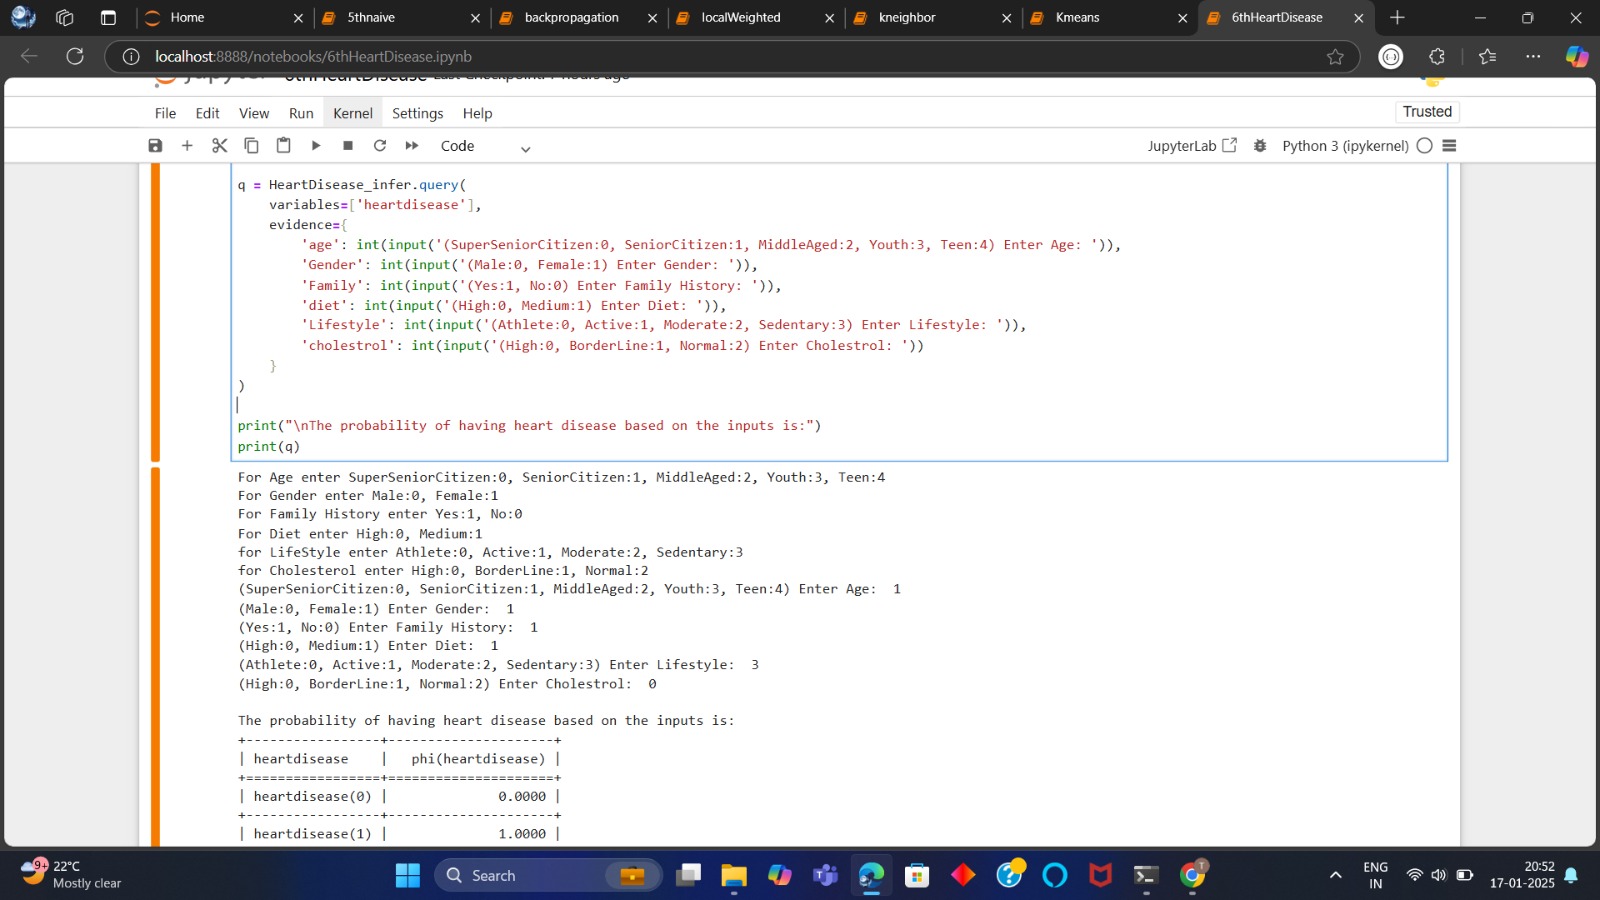 Home
5thnaive
backpropagation
localWeighted
kneighbor
Kmeans
6thHeartDisease
localhost:8888/notebooks/6thHeartDisease.ipynb
File Edit View Run Kernel Settings Help
Trusted
Code
JupyterLab
Python 3 (ipykernel)
q = HeartDisease_infer.query(
    variables=['heartdisease'],
    evidence={
        'age': int(input('(SuperSeniorCitizen:0, SeniorCitizen:1, MiddleAged:2, Youth:3, Teen:4) Enter Age: ')),
        'Gender': int(input('(Male:0, Female:1) Enter Gender: ')),
        'Family': int(input('(Yes:1, No:0) Enter Family History: ')),
        'diet': int(input('(High:0, Medium:1) Enter Diet: ')),
        'Lifestyle': int(input('(Athlete:0, Active:1, Moderate:2, Sedentary:3) Enter Lifestyle: ')),
        'cholestrol': int(input('(High:0, BorderLine:1, Normal:2) Enter Cholestrol: '))
    }
)
print("\nThe probability of having heart disease based on the inputs is:")
print(q)
For Age enter SuperSeniorCitizen:0, SeniorCitizen:1, MiddleAged:2, Youth:3, Teen:4
For Gender enter Male:0, Female:1
For Family History enter Yes:1, No:0
For Diet enter High:0, Medium:1
for LifeStyle enter Athlete:0, Active:1, Moderate:2, Sedentary:3
for Cholesterol enter High:0, BorderLine:1, Normal:2
(SuperSeniorCitizen:0, SeniorCitizen:1, MiddleAged:2, Youth:3, Teen:4) Enter Age:  1
(Male:0, Female:1) Enter Gender:  1
(Yes:1, No:0) Enter Family History:  1
(High:0, Medium:1) Enter Diet:  1
(Athlete:0, Active:1, Moderate:2, Sedentary:3) Enter Lifestyle:  3
(High:0, BorderLine:1, Normal:2) Enter Cholestrol:  0
The probability of having heart disease based on the inputs is:
+-----------------+---------------------+
| heartdisease    |   phi(heartdisease) |
+=================+=====================+
| heartdisease(0) |              0.0000 |
+-----------------+---------------------+
| heartdisease(1) |              1.0000 |
9+
22°C
Mostly clear
Search
ENG
IN
20:52
17-01-2025